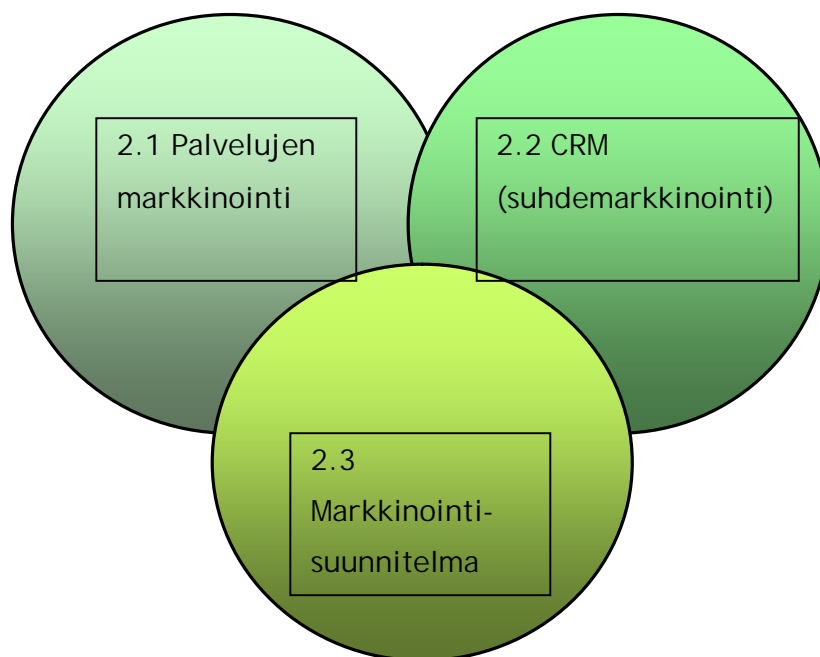 2.1 Palvelujen
markkinointi
2.2 CRM
(suhdemarkkinointi)
2.3
Markkinointi-
suunnitelma